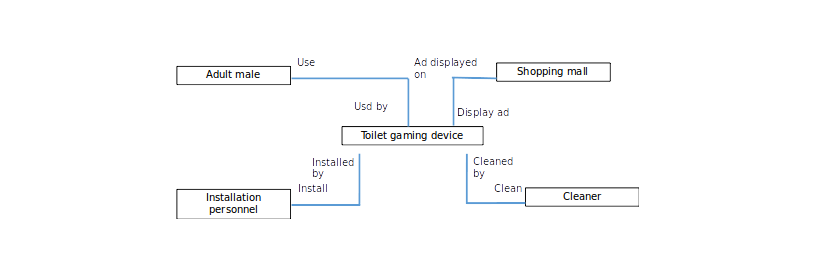 Use
Ad displayed
on
Adult male
Shopping mall
Usd by
Display ad
Toilet gaming device
Installed
by
Cleaned
by
Install
Clean
Installation
personnel
Cleaner